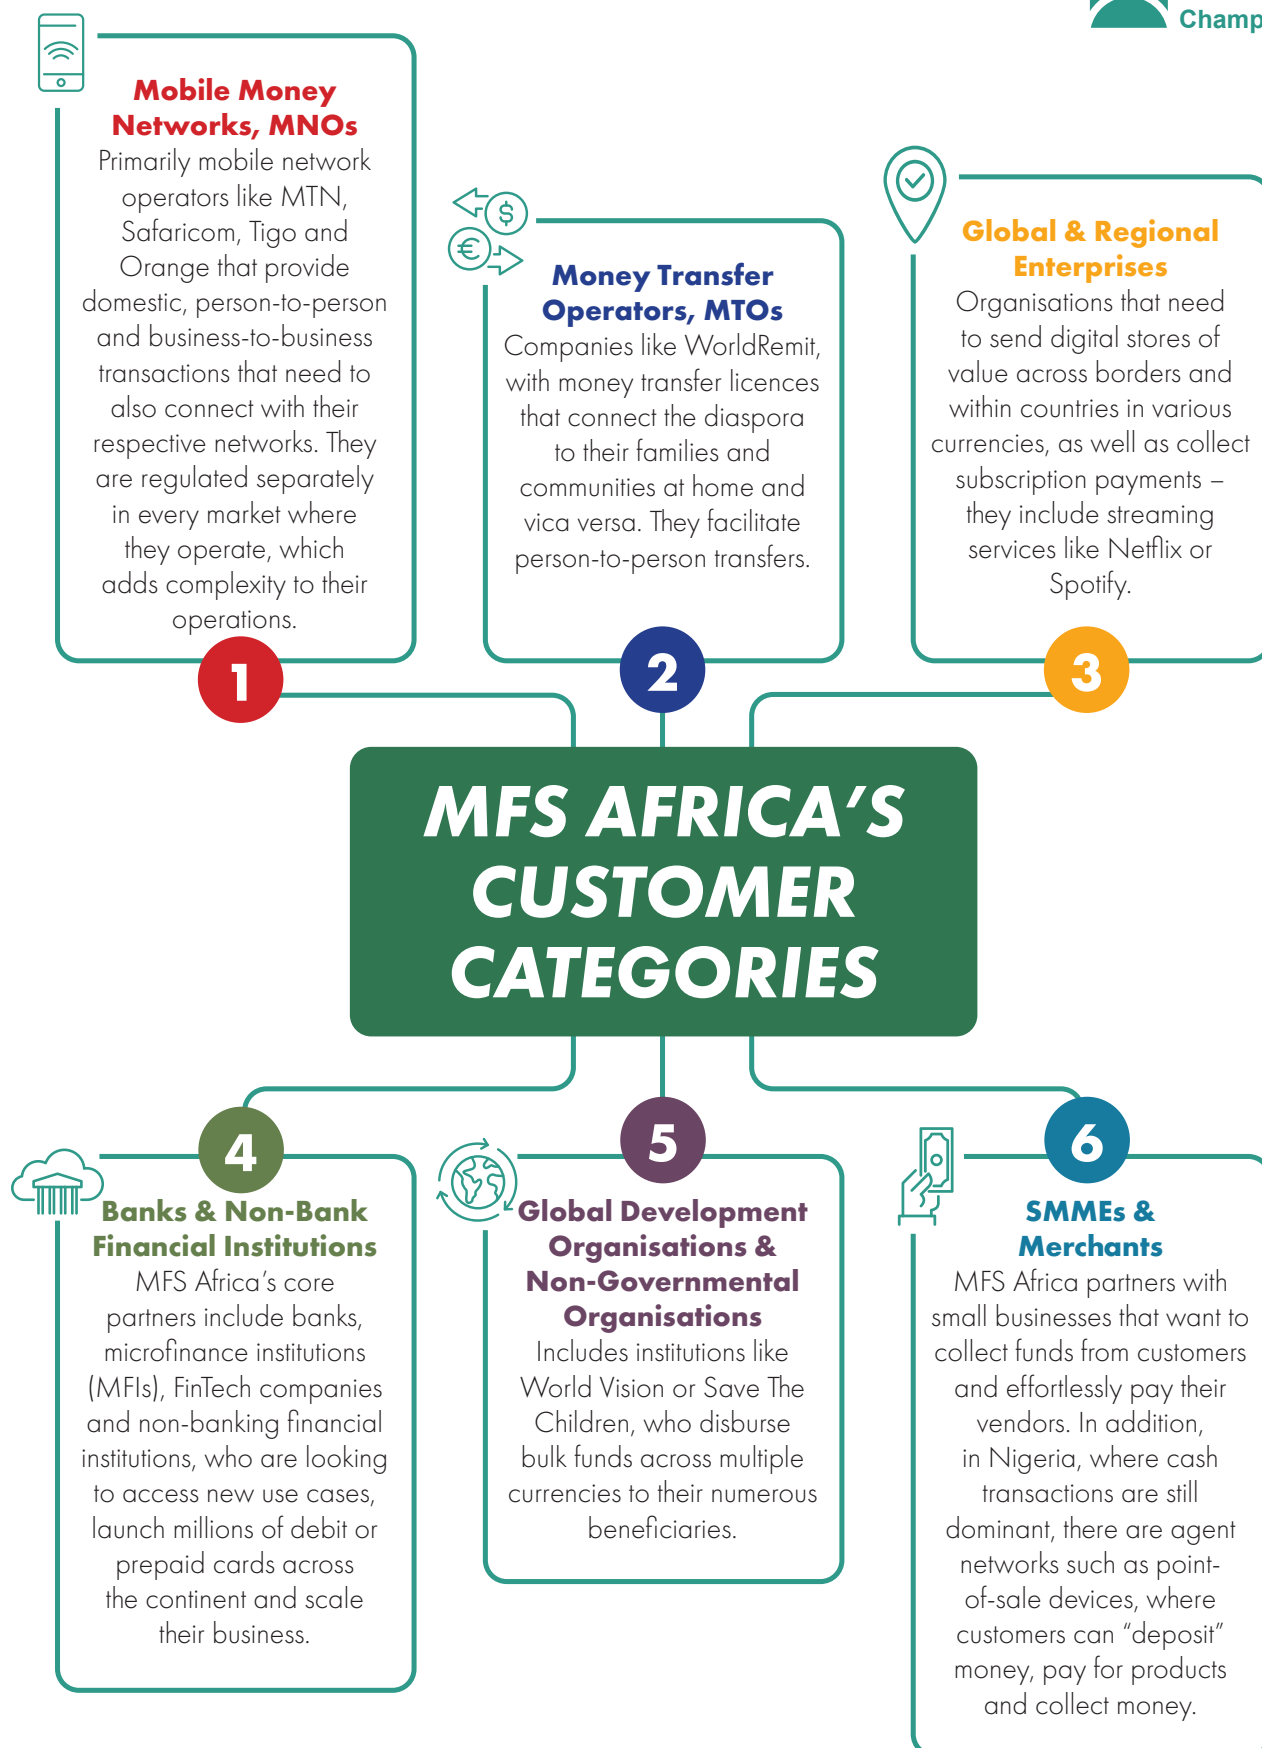 Champ
Mobile Money
Networks, MNOs
Primarily mobile network
operators like MTN,
Safaricom, Tigo and
Orange that provide
domestic, person-to-person
and business-to-business
transactions that need to
also connect with their
respective networks. They
are regulated separately
in every market where
they operate, which
adds complexity to their
operations.
1
Money Transfer
Operators, MTOs
Companies like WorldRemit,
with money transfer licences
that connect the diaspora
to their families and
communities at home and
vica versa. They facilitate
person-to-person transfers.
2
Global & Regional
Enterprises
Organisations that need
to send digital stores of
value across borders and
within countries in various
currencies, as well as collect
subscription payments –
they include streaming
services like Netflix or
Spotify.
3
MFS AFRICA’S
CUSTOMER
CATEGORIES
4
Banks & Non-Bank
Financial Institutions
MFS Africa’s core
partners include banks,
microfinance institutions
(MFIs), FinTech companies
and non-banking financial
institutions, who are looking
to access new use cases,
launch millions of debit or
prepaid cards across
the continent and scale
their business.
5
Global Development
Organisations &
Non-Governmental
Organisations
Includes institutions like
World Vision or Save The
Children, who disburse
bulk funds across multiple
currencies to their numerous
beneficiaries.
6
SMMEs &
Merchants
MFS Africa partners with
small businesses that want to
collect funds from customers
and effortlessly pay their
vendors. In addition,
in Nigeria, where cash
transactions are still
dominant, there are agent
networks such as point-
of-sale devices, where
customers can “deposit”
money, pay for products
and collect money.